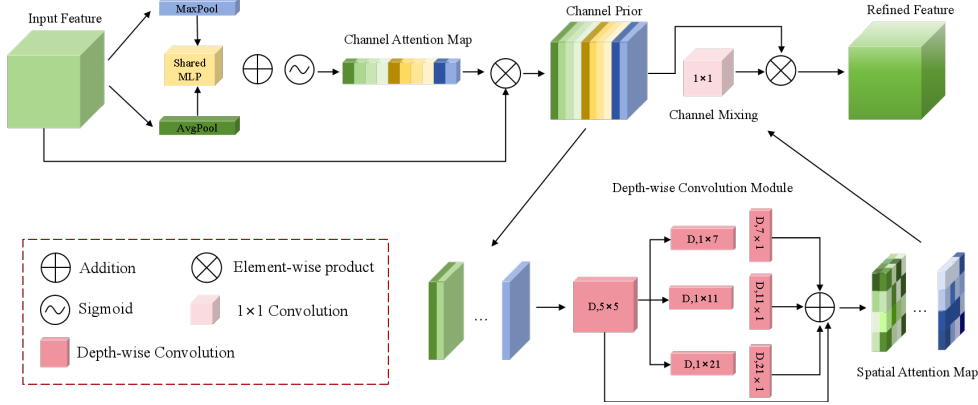 Input Feature
MaxPool
Shared
MLP
AvgPool
Channel Attention Map
Channel Prior
1×1
Channel Mixing
Refined Feature
Depth-wise Convolution Module
D,5×5
D,1×7
D,7×1
D,1×11
D,11×1
D,1×21
D,21×1
...
...
Spatial Attention Map
Addition
Element-wise product
Sigmoid
1×1 Convolution
Depth-wise Convolution